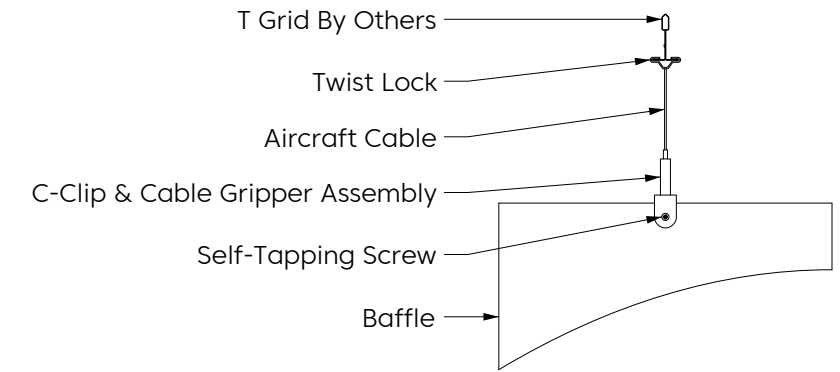 T Grid By Others
Twist Lock
Aircraft Cable
C-Clip & Cable Gripper Assembly
Self-Tapping Screw
Baffle